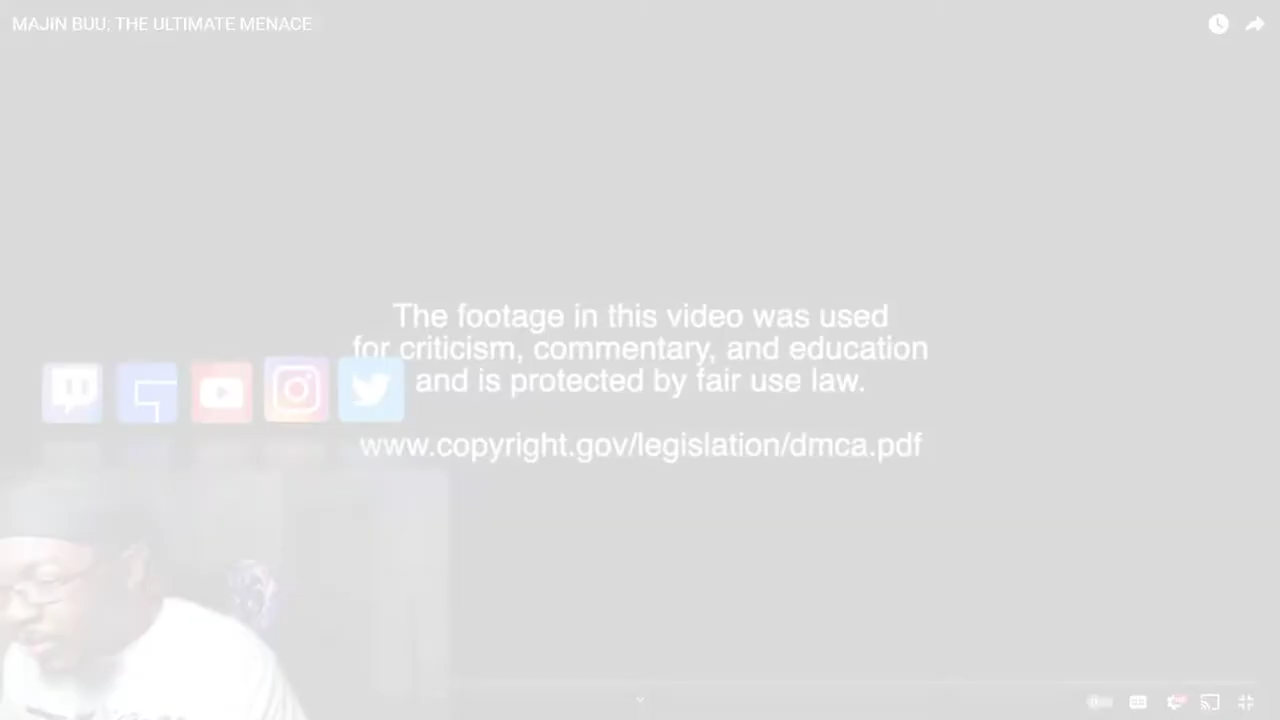 MAJIN BUU: THE ULTIMATE MENACE
The footage in this video was used
for criticism, commentary, and education
and is protected by fair use law.
www.copyright.gov/legislation/dmca.pdf